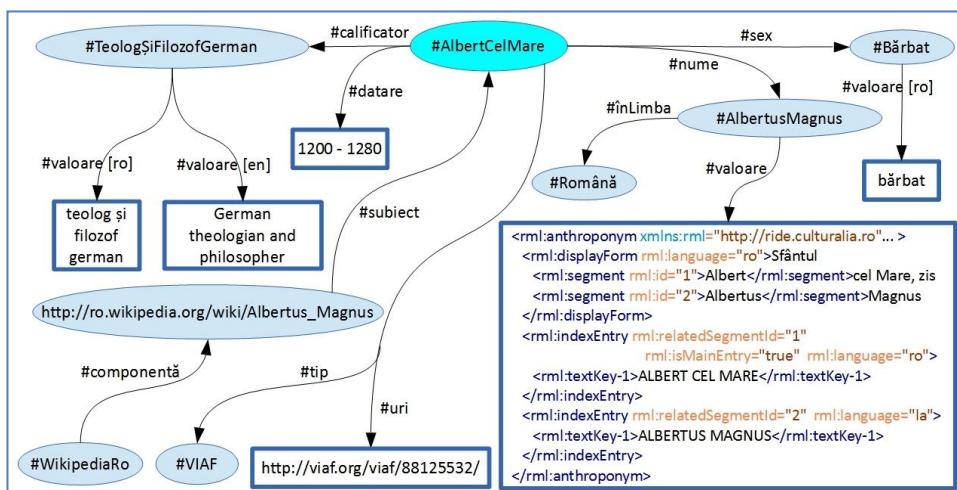 #TeologȘiFilozofGerman
#calificator
#AlbertCelMare
#sex
#Bărbat
#nume
#datare
#valoare [ro]
#înLimba
#AlbertusMagnus
1200 - 1280
#valoare [ro]
#valoare [en]
#Română
#valoare
bărbat
teolog și
filozof
german
German
theologian and
philosopher
#subiect
http://ro.wikipedia.org/wiki/Albertus_Magnus
#componentă
#tip
#uri
#WikipediaRo
#VIAF
http://viaf.org/viaf/88125532/
<rml:anthroponym xmlns:rml="http://ride.culturalia.ro"... >
<rml:displayForm rml:language="ro">Sfântul
<rml:segment rml:id="1">Albert</rml:segment>cel Mare, zis
<rml:segment rml:id="2">Albertus</rml:segment>Magnus
</rml:displayForm>
<rml:indexEntry rml:relatedSegmentId="1"
rml:isMainEntry="true" rml:language="ro">
<rml:textKey-1>ALBERT CEL MARE</rml:textKey-1>
</rml:indexEntry>
<rml:indexEntry rml:relatedSegmentId="2" rml:language="la">
<rml:textKey-1>ALBERTUS MAGNUS</rml:textKey-1>
</rml:indexEntry>
</rml:anthroponym>